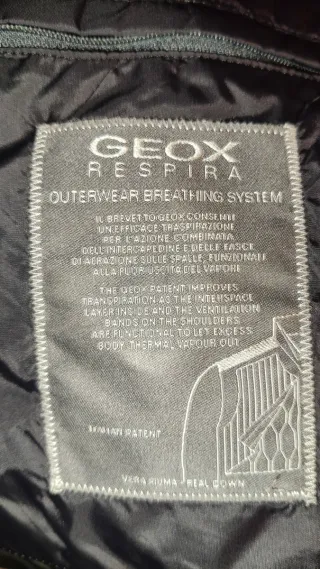 GEOX
RESPIRA
OUTERWEAR BREATHING SYSTEM
IL BREVETTO GEOX CONSENTE
UN'EFFICACE TRASPIRAZIONE
PER L'AZIONE COMBINATA
DELL'INTERCAPEDINE E DELLE FASCE
DI AERAZIONE SULLE SPALLE, FUNZIONALI
ALLA FUORIUSCITA DEL VAPORE
THE GEOX PATENT IMPROVES
TRANSPIRATION AS THE INTERSPACE
LAYER INSIDE AND THE VENTILATION
BANDS ON THE SHOULDERS
ARE FUNCTIONAL TO LET EXCESS
BODY THERMAL VAPOUR OUT
ITALIAN PATENT
VERA PIUMA - REAL DOWN